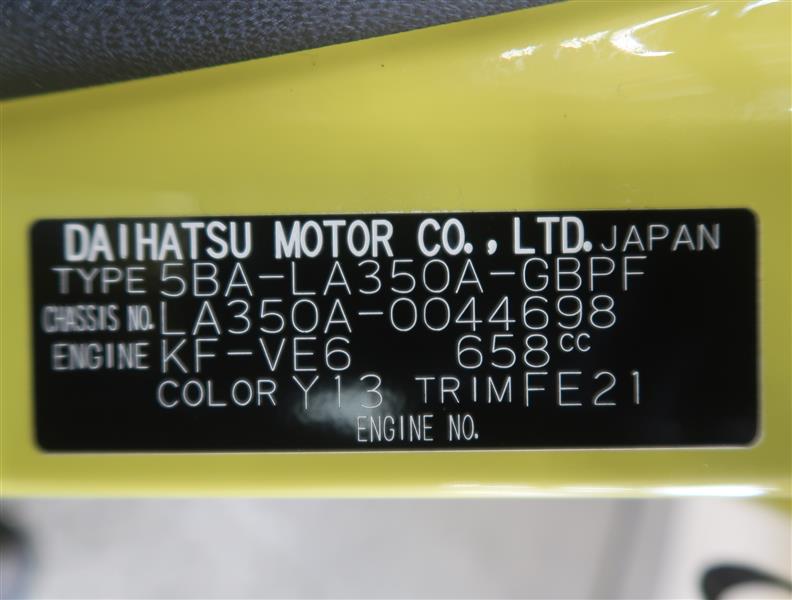 DAIHATSU MOTOR CO., LTD. JAPAN
TYPE 5BA-LA350A-GBPF
CHASSIS NO. LA350A-0044698
ENGINE KF-VE6 658cc
COLOR Y13 TRIM FE21
ENGINE NO.